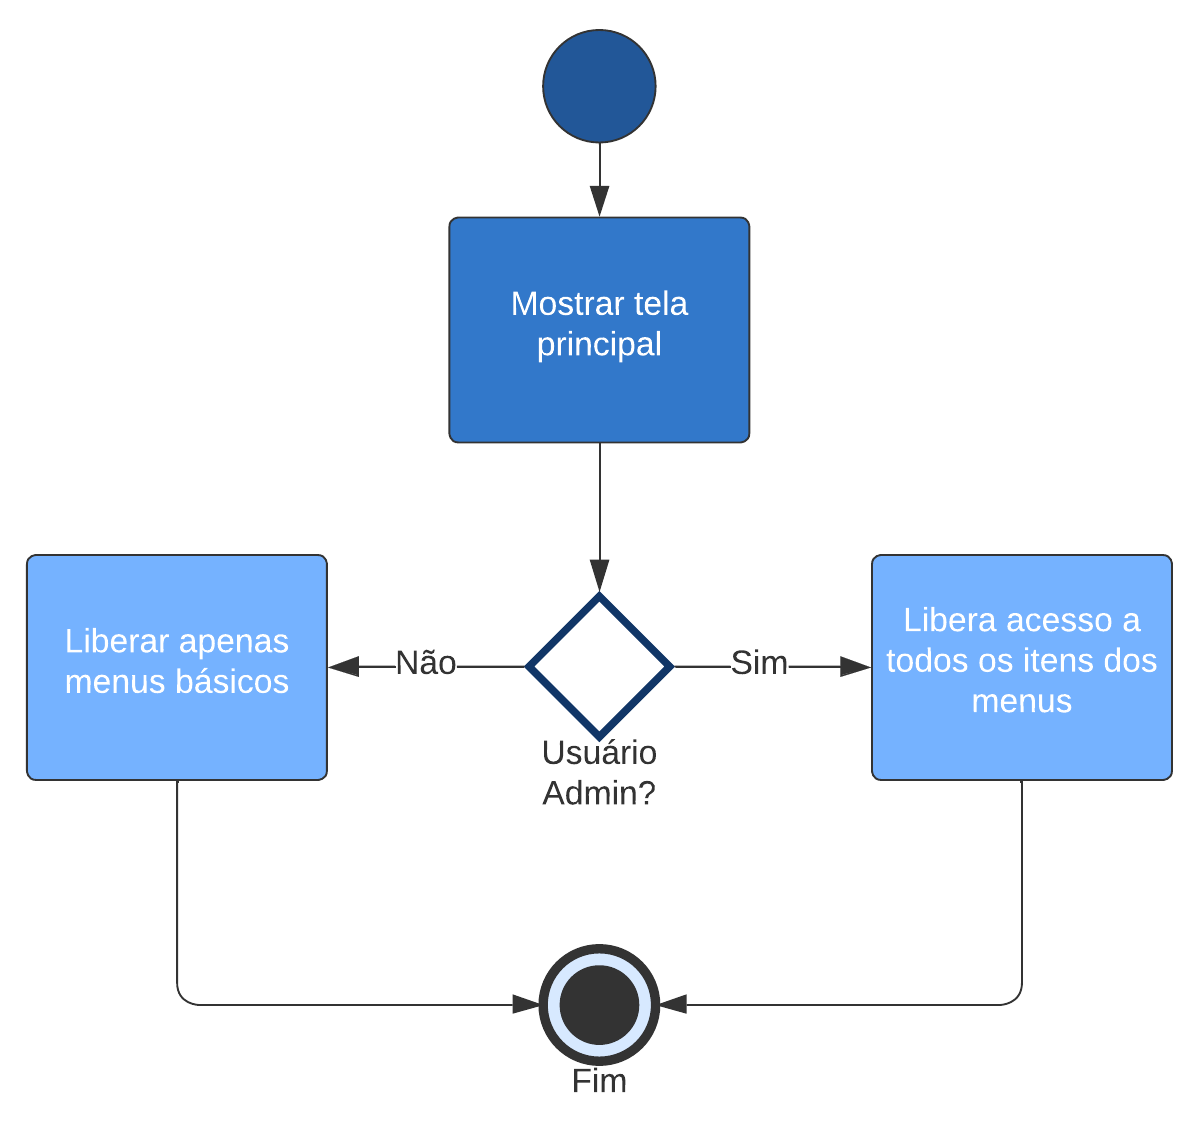 Mostrar tela
principal
Liberar apenas
menus básicos
Não
Sim
Libera acesso a
todos os itens dos
menus
Usuário
Admin?
Fim